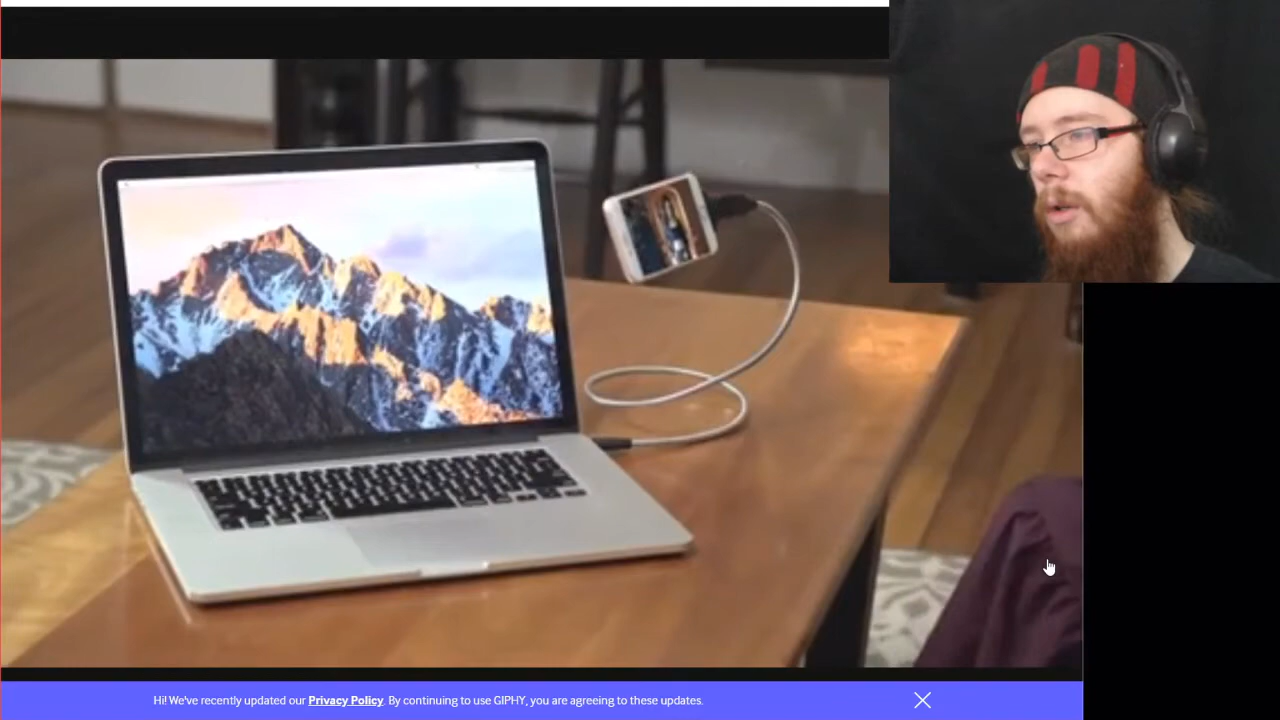 Hi! We've recently updated our Privacy Policy. By continuing to use GIPHY, you are agreeing to these updates.